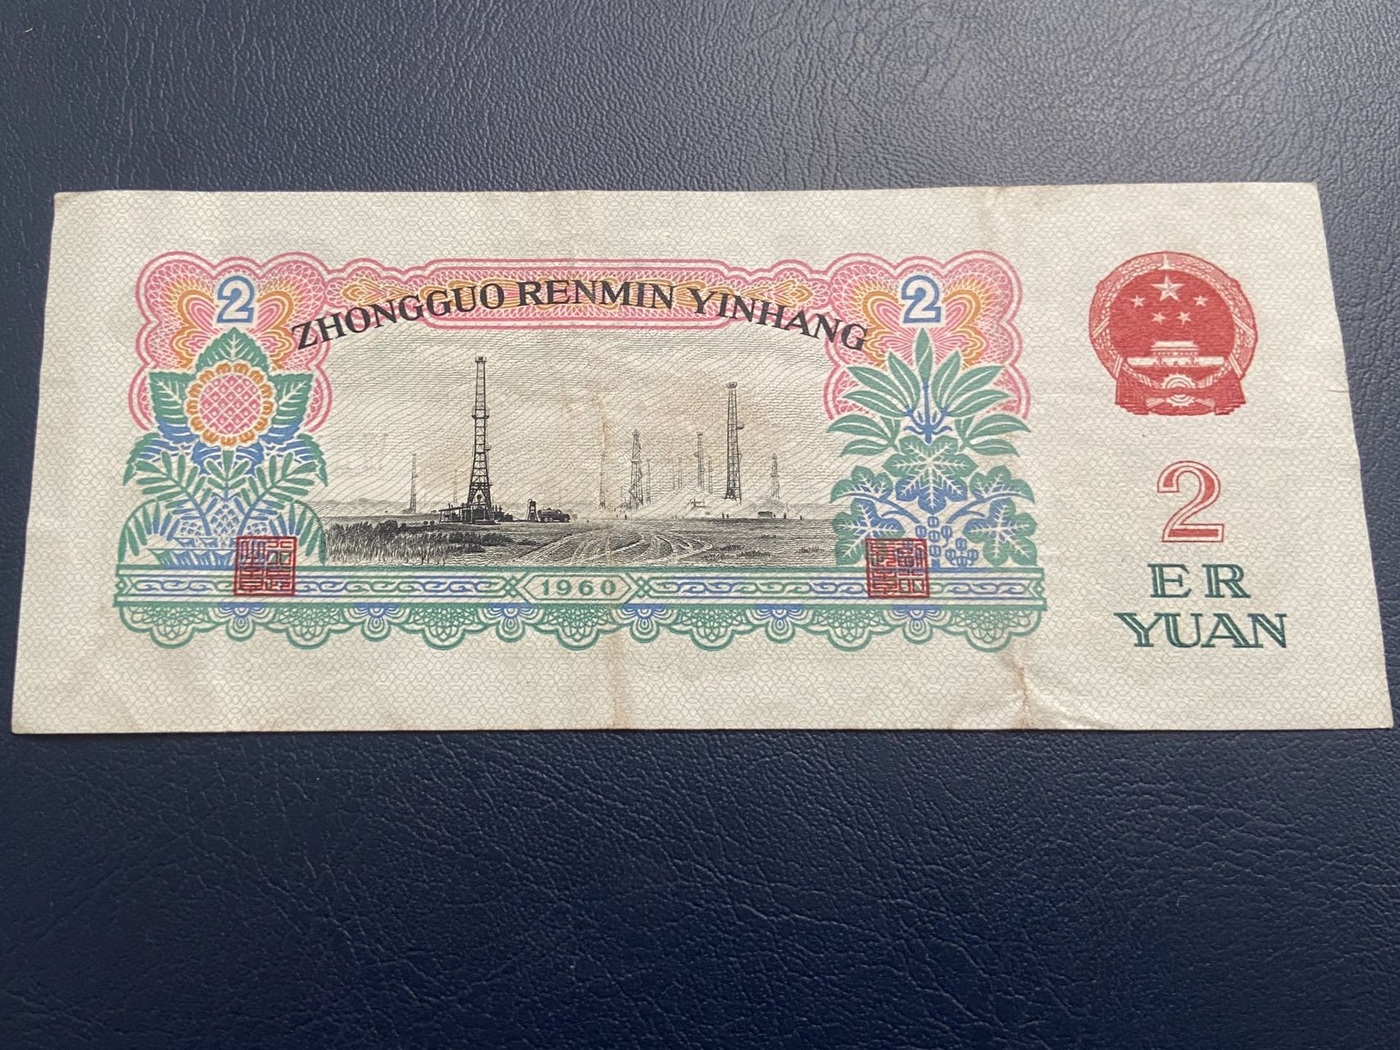 2
2
ZHONGGUO RENMIN YINHANG
1960
2
ER
YUAN